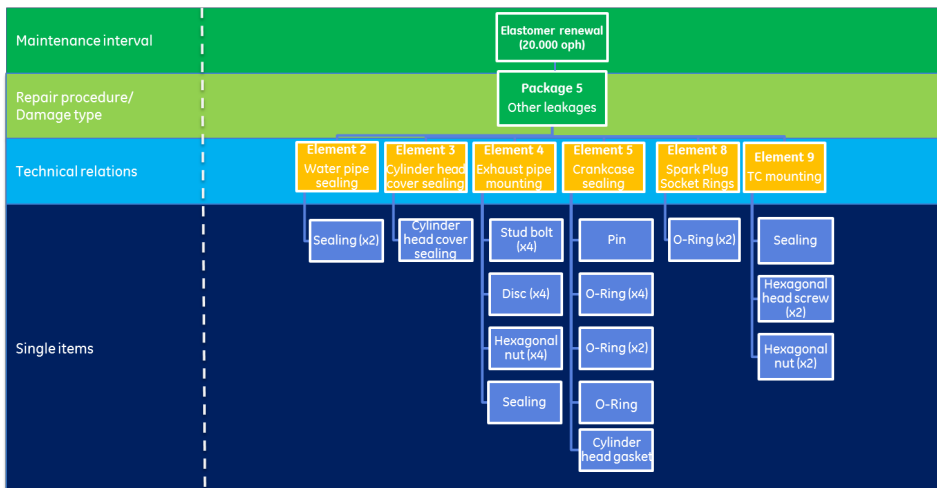 Maintenance interval
Elastomer renewal
(20.000 oph)
Repair procedure/
Damage type
Package 5
Other leakages
Technical relations
Element 2
Water pipe
sealing
Element 3
Cylinder head
cover sealing
Element 4
Exhaust pipe
mounting
Element 5
Crankcase
sealing
Element 8
Spark Plug
Socket Rings
Element 9
TC mounting
Single items
Sealing (x2)
Cylinder
head cover
sealing
Stud bolt
(x4)
Disc (x4)
Hexagonal
nut (x4)
Sealing
Pin
O-Ring (x4)
O-Ring (x2)
O-Ring
Cylinder
head gasket
O-Ring (x2)
Sealing
Hexagonal
head screw
(x2)
Hexagonal
nut (x2)